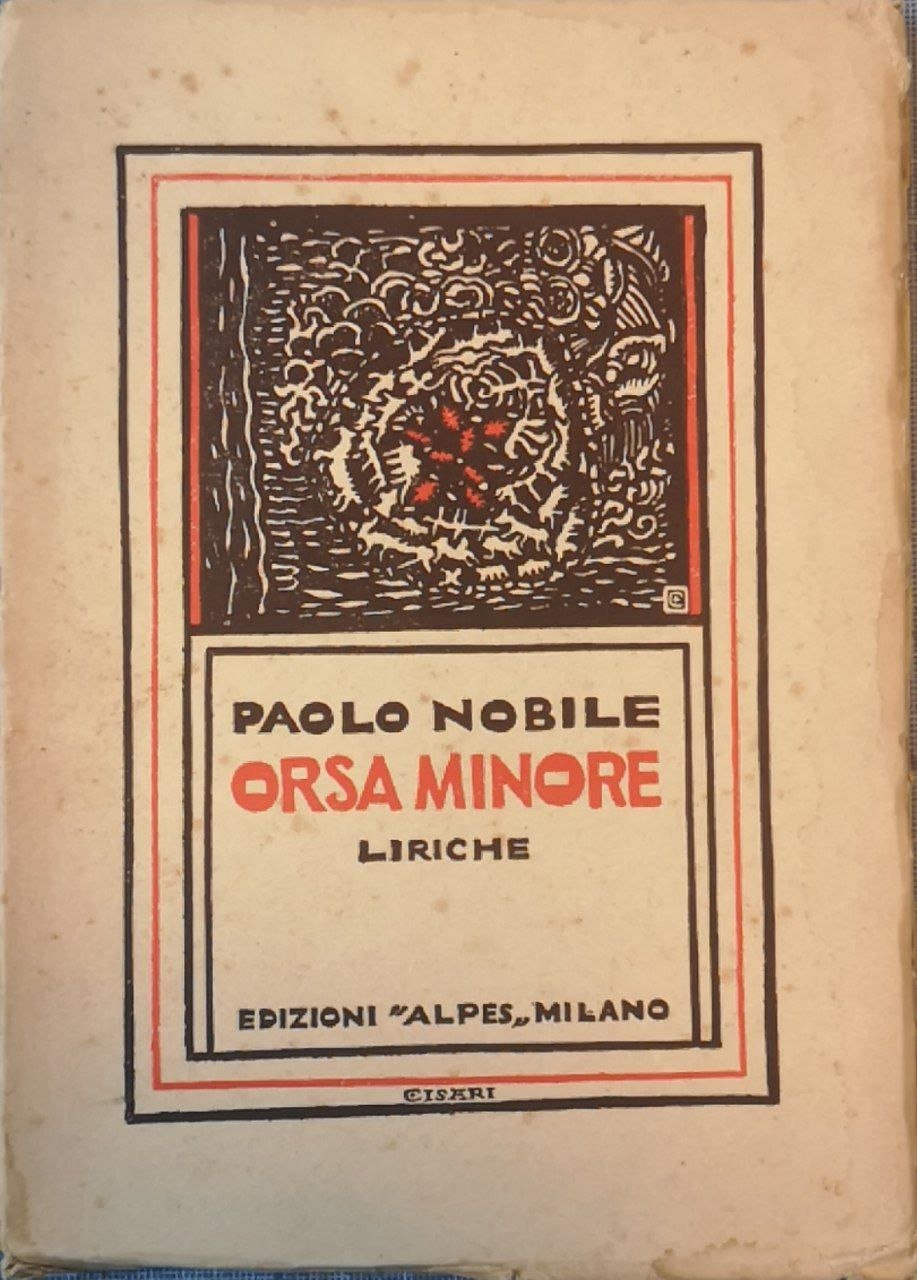 PAOLO NOBILE
ORSA MINORE
LIRICHE
EDIZIONI "ALPES„ MILANO
CISARI